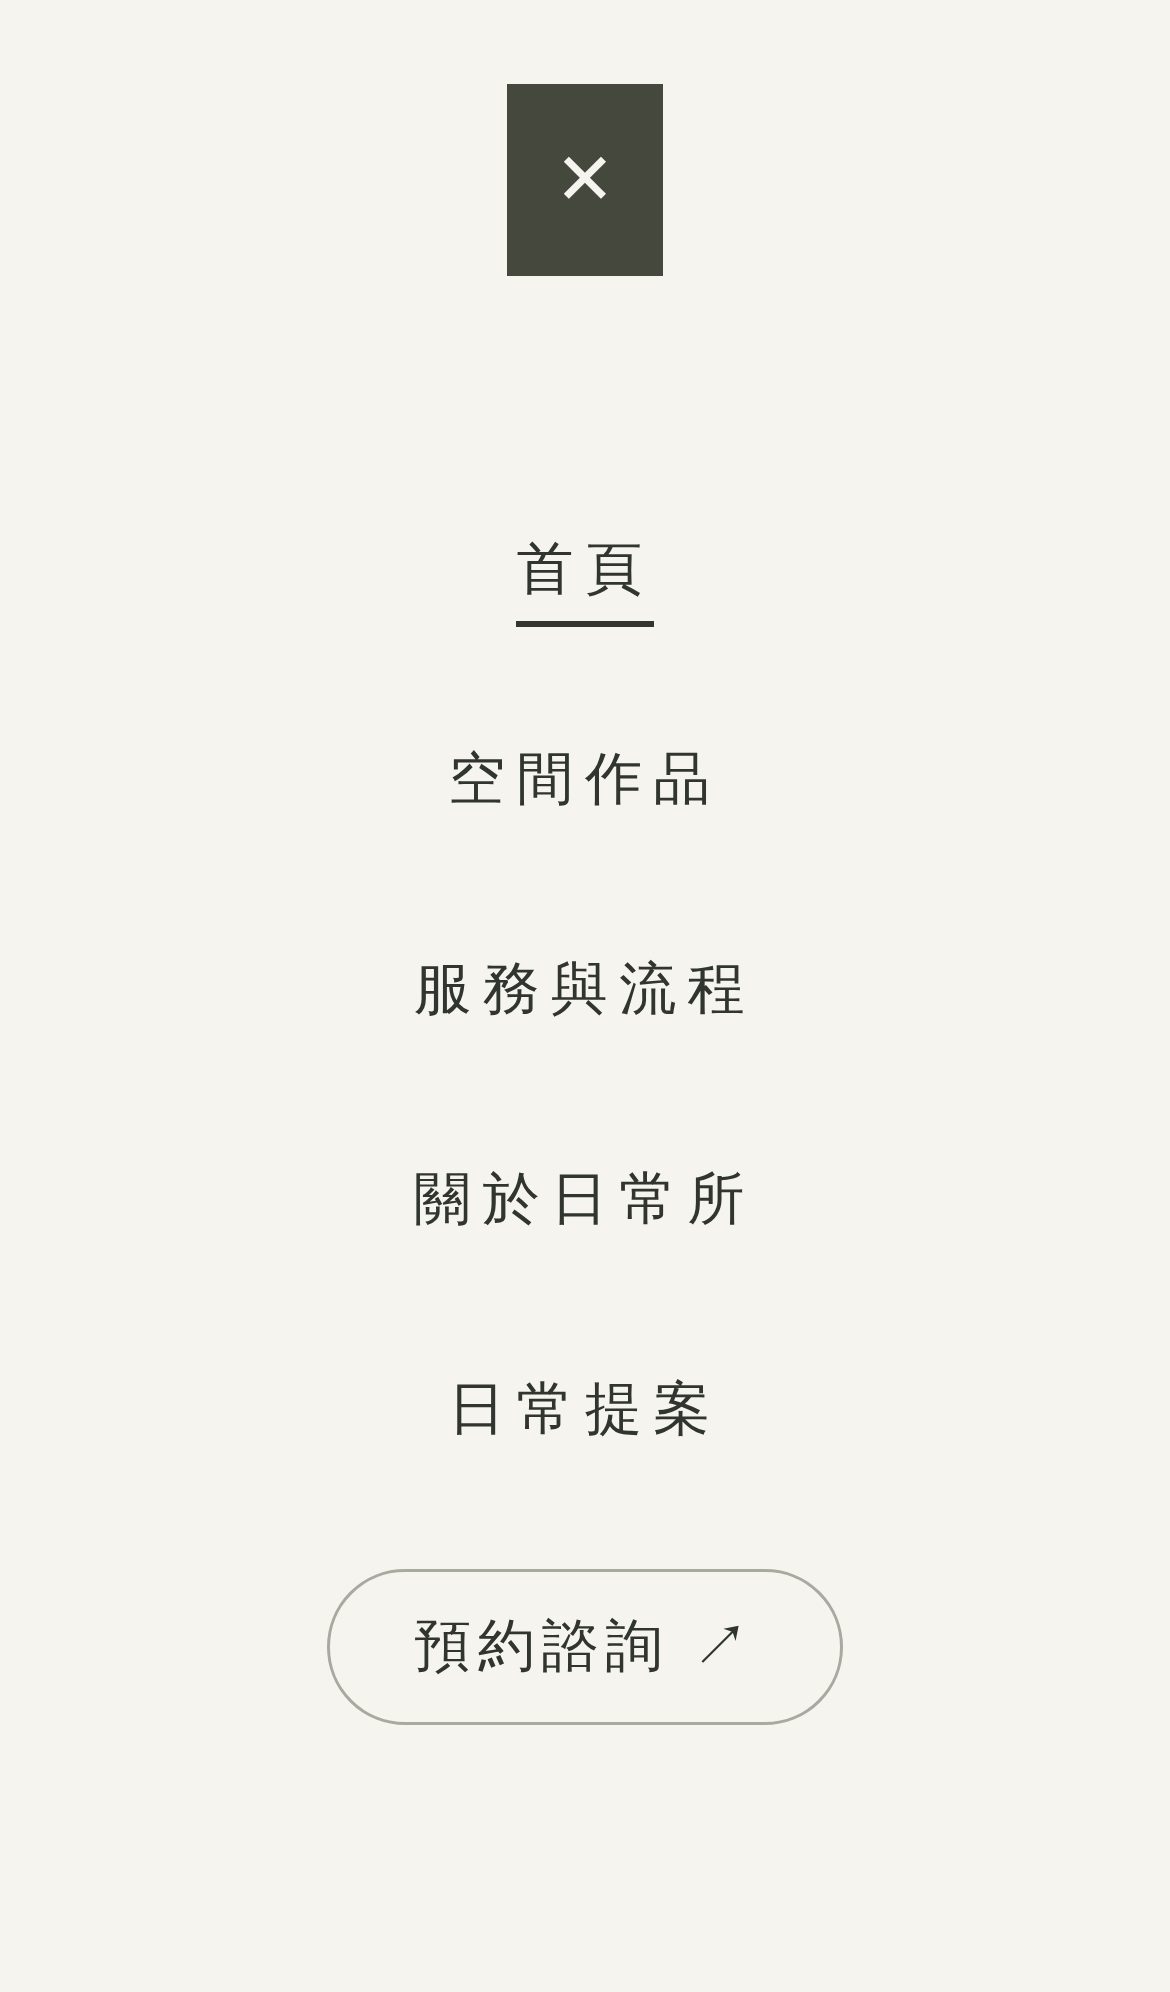 ✕
首頁
空間作品
服務與流程
關於日常所
日常提案
預約諮詢 ↗